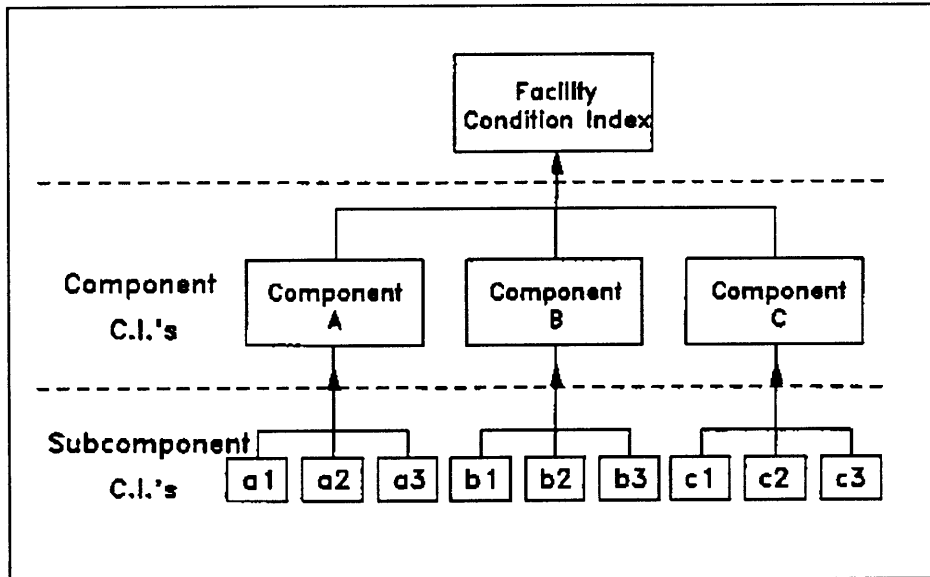 Facility
Condition Index
Component
C.I.'s
Component
A
Component
B
Component
C
Subcomponent
C.I.'s
a1 a2 a3 b1 b2 b3 c1 c2 c3